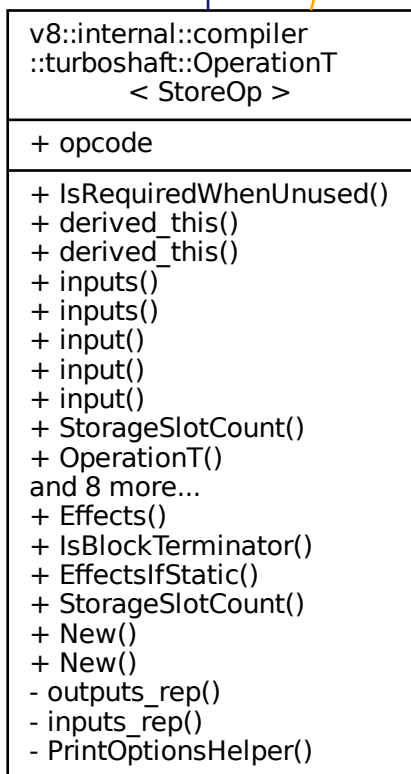 v8::internal::compiler
::turboshaft::OperationT
< StoreOp >
+ opcode
+ IsRequiredWhenUnused()
+ derived_this()
+ derived_this()
+ inputs()
+ inputs()
+ input()
+ input()
+ input()
+ StorageSlotCount()
+ OperationT()
and 8 more...
+ Effects()
+ IsBlockTerminator()
+ EffectsIfStatic()
+ StorageSlotCount()
+ New()
+ New()
- outputs_rep()
- inputs_rep()
- PrintOptionsHelper()